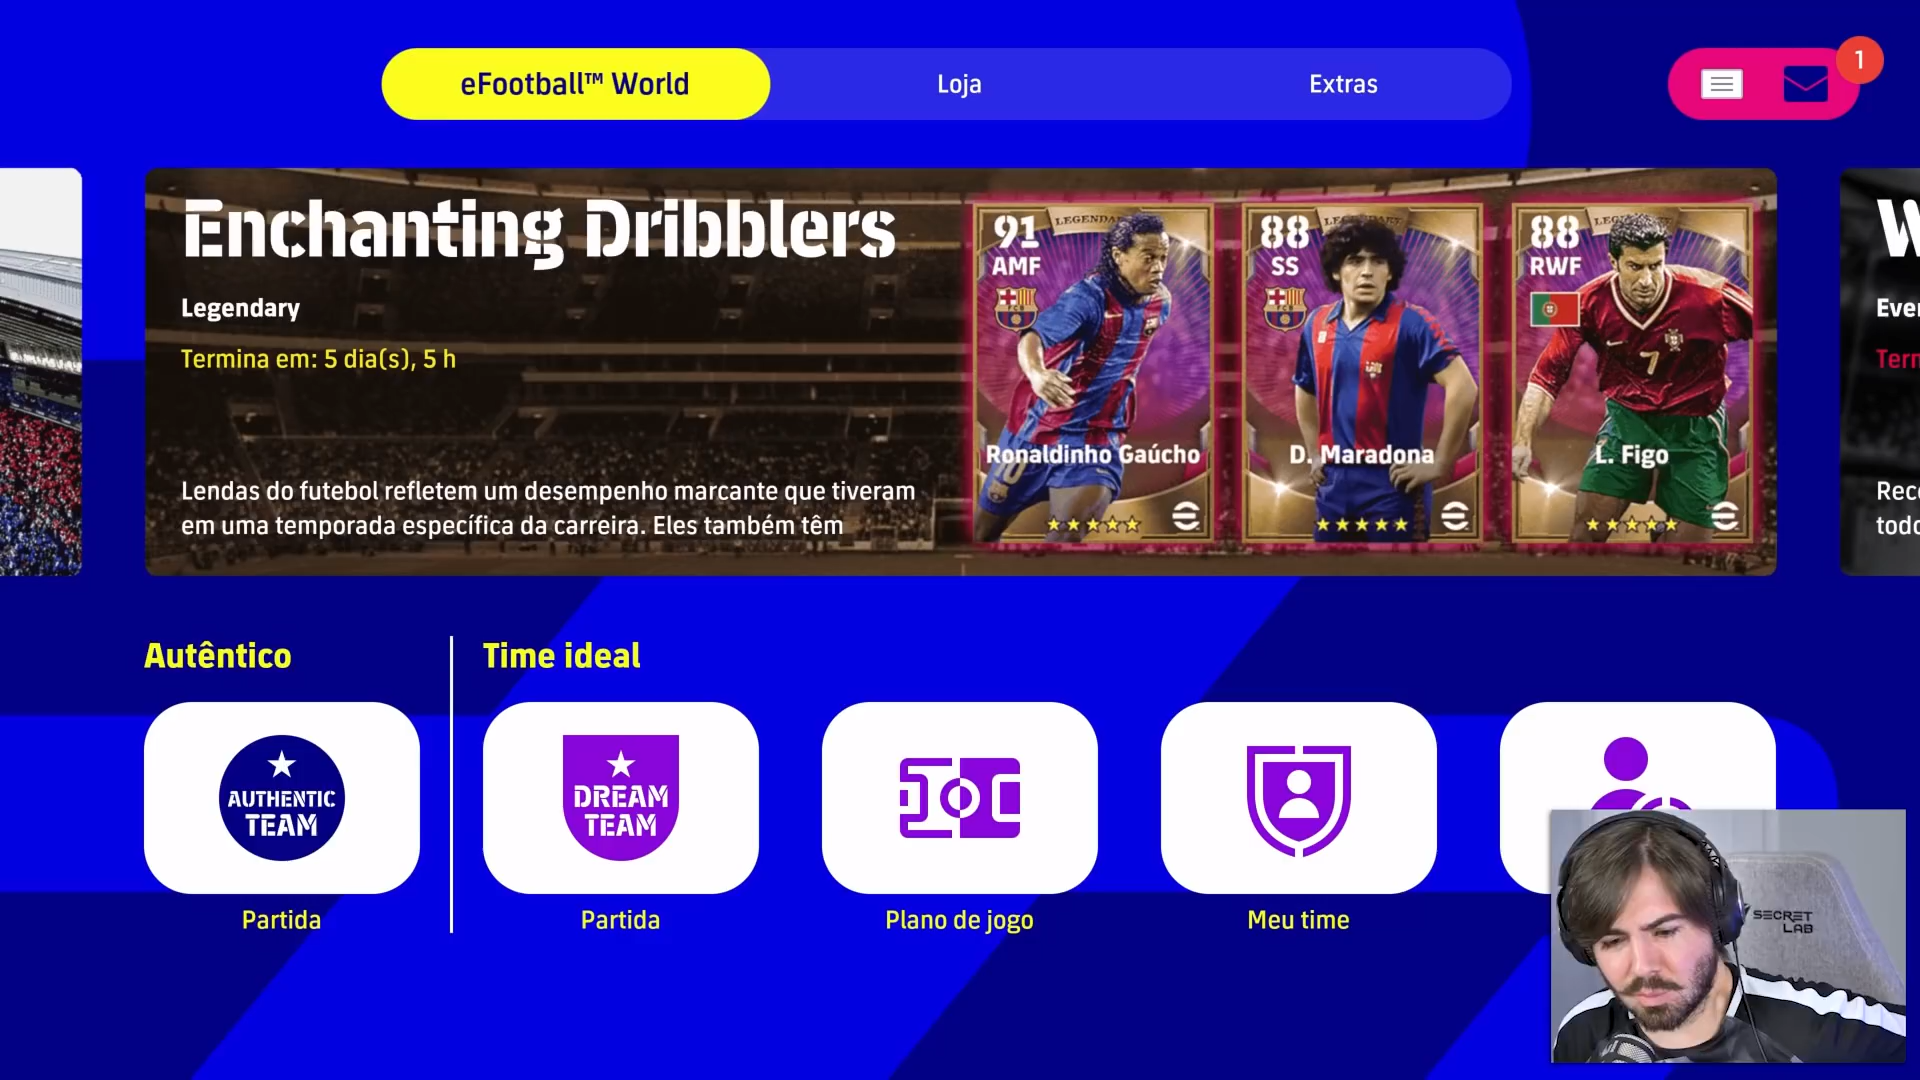 eFootball™ World
Loja
Extras
1
Enchanting Dribblers
Legendary
Termina em: 5 dia(s), 5 h
Lendas do futebol refletem um desempenho marcante que tiveram
em uma temporada específica da carreira. Eles também têm
91
AMF
Ronaldinho Gaúcho
88
SS
D. Maradona
88
RWF
7
L. Figo
Autêntico
Time ideal
AUTHENTIC
TEAM
DREAM
TEAM
Partida
Partida
Plano de jogo
Meu time
SECRET
LAB